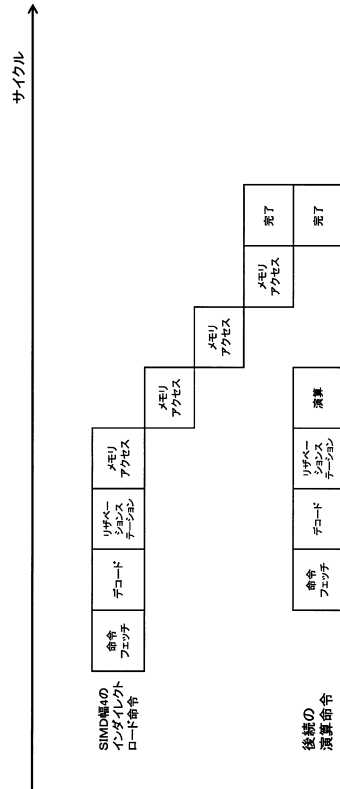 サイクル
SIMD幅4の
インダイレクト
ロード命令
命令
フェッチ
デコード
リザベー
ションス
テーション
メモリ
アクセス
メモリ
アクセス
メモリ
アクセス
メモリ
アクセス
完了
後続の
演算命令
命令
フェッチ
デコード
リザベー
ションス
テーション
演算
完了